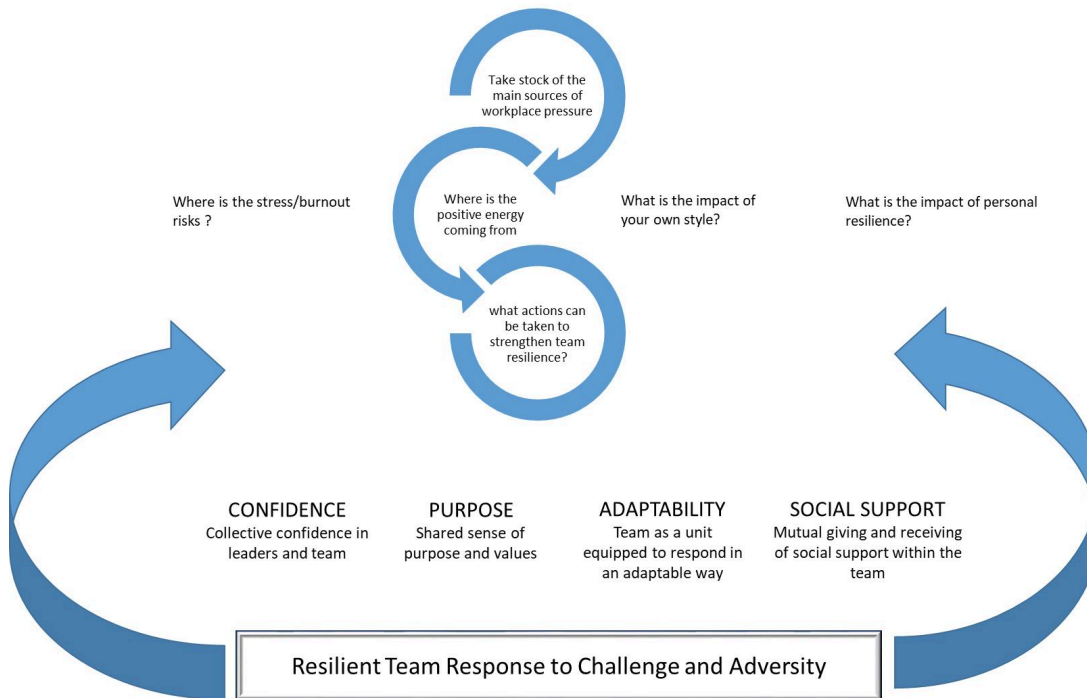 Take stock of the
main sources of
workplace pressure
Where is the stress/burnout
risks ?
Where is the
positive energy
coming from
What is the impact of
your own style?
What is the impact of personal
resilience?
what actions can
be taken to
strengthen team
resilience?
CONFIDENCE
Collective confidence in
leaders and team
PURPOSE
Shared sense of
purpose and values
ADAPTABILITY
Team as a unit
equipped to respond in
an adaptable way
SOCIAL SUPPORT
Mutual giving and receiving
of social support within the
team
Resilient Team Response to Challenge and Adversity